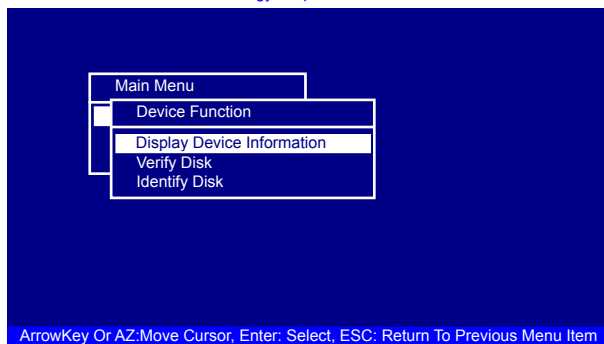 Main Menu
Device Function
Display Device Information
Verify Disk
Identify Disk
ArrowKey Or AZ:Move Cursor, Enter: Select, ESC: Return To Previous Menu Item